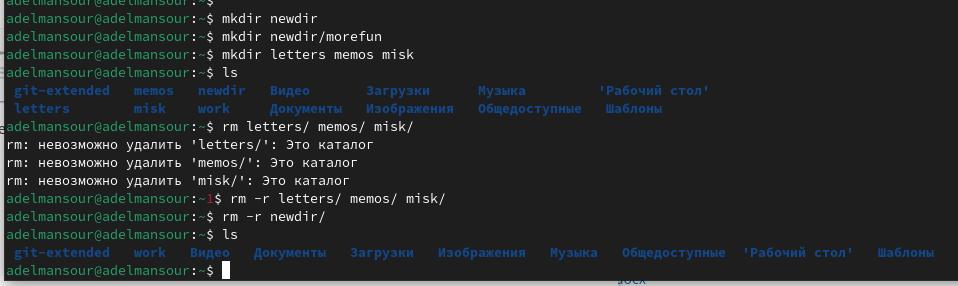 adelmansour@adelmansour:~$
adelmansour@adelmansour:~$ mkdir newdir
adelmansour@adelmansour:~$ mkdir newdir/morefun
adelmansour@adelmansour:~$ mkdir letters memos misk
adelmansour@adelmansour:~$ ls
git-extended memos newdir Видео Загрузки Музыка 'Рабочий стол'
letters misk work Документы Изображения Общедоступные Шаблоны
adelmansour@adelmansour:~$ rm letters/ memos/ misk/
rm: невозможно удалить 'letters/': Это каталог
rm: невозможно удалить 'memos/': Это каталог
rm: невозможно удалить 'misk/': Это каталог
adelmansour@adelmansour:~1$ rm -r letters/ memos/ misk/
adelmansour@adelmansour:~$ rm -r newdir/
adelmansour@adelmansour:~$ ls
git-extended work Видео Документы Загрузки Изображения Музыка Общедоступные 'Рабочий стол' Шаблоны
adelmansour@adelmansour:~$